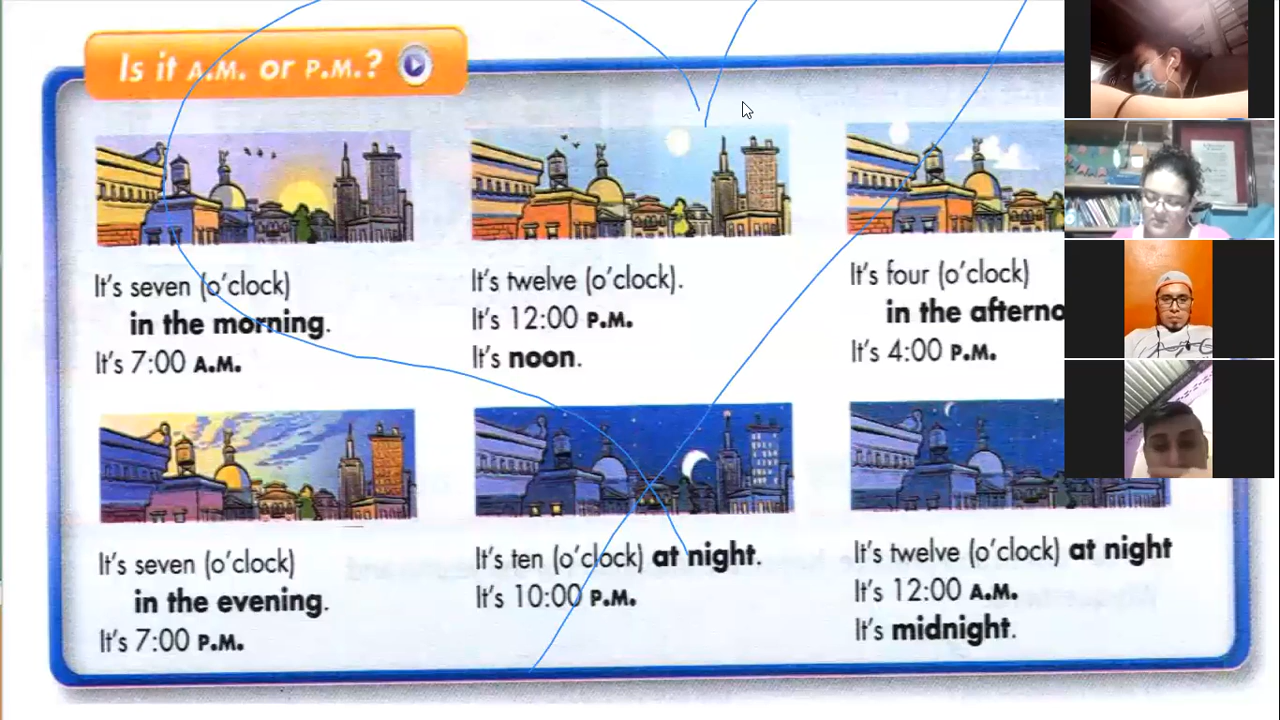 Is it A.M. or P.M.?
It's seven (o'clock)
in the morning.
It's 7:00 A.M.
It's twelve (o'clock).
It's 12:00 P.M.
It's noon.
It's four (o'clock)
in the afterno
It's 4:00 P.M.
It's seven (o'clock)
in the evening.
It's 7:00 P.M.
It's ten (o'clock) at night.
It's 10:00 P.M.
It's twelve (o'clock) at night
It's 12:00 A.M.
It's midnight.